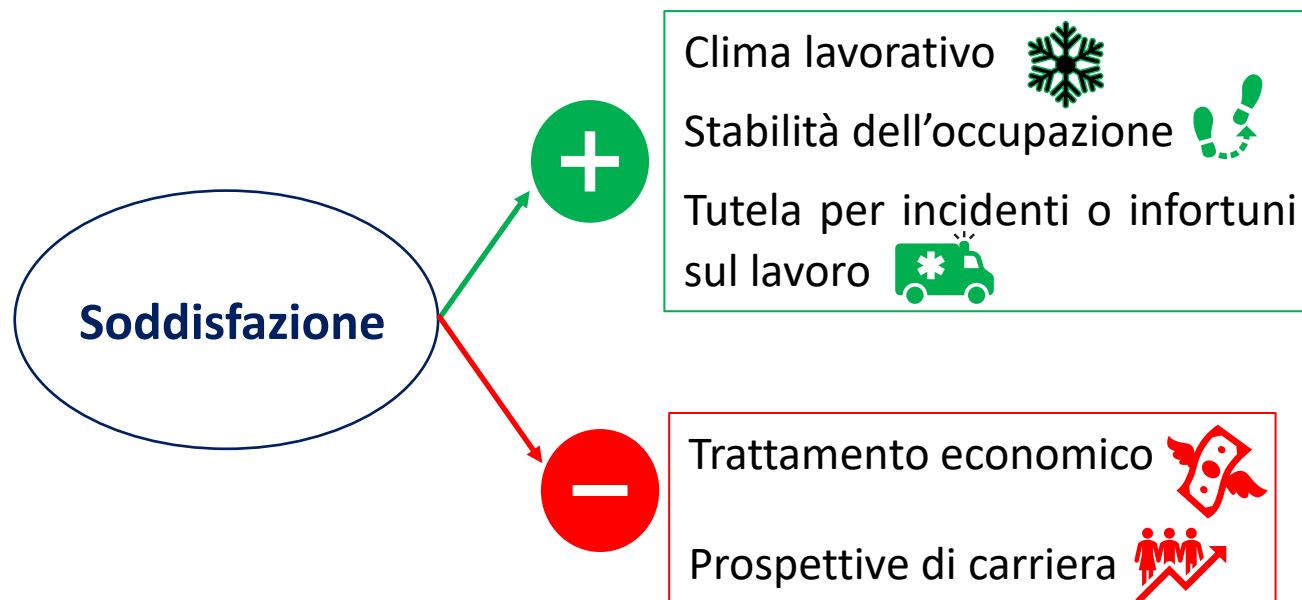 Clima lavorativo
Stabilità dell’occupazione
Tutela per incidenti o infortuni
sul lavoro
Soddisfazione
Trattamento economico
Prospettive di carriera